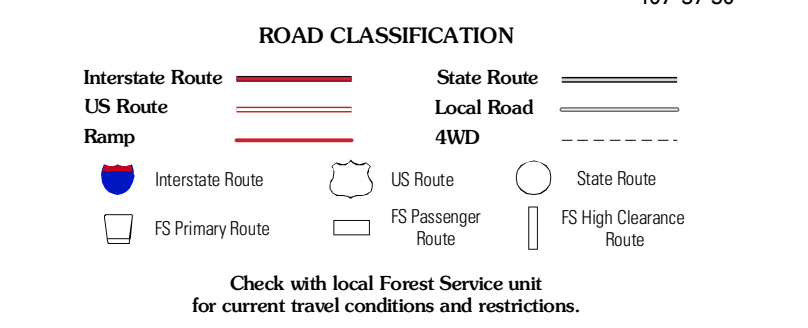 ROAD CLASSIFICATION
Interstate Route
State Route
US Route
Local Road
Ramp
4WD
Interstate Route
US Route
State Route
FS Primary Route
FS Passenger
Route
FS High Clearance
Route
Check with local Forest Service unit
for current travel conditions and restrictions.